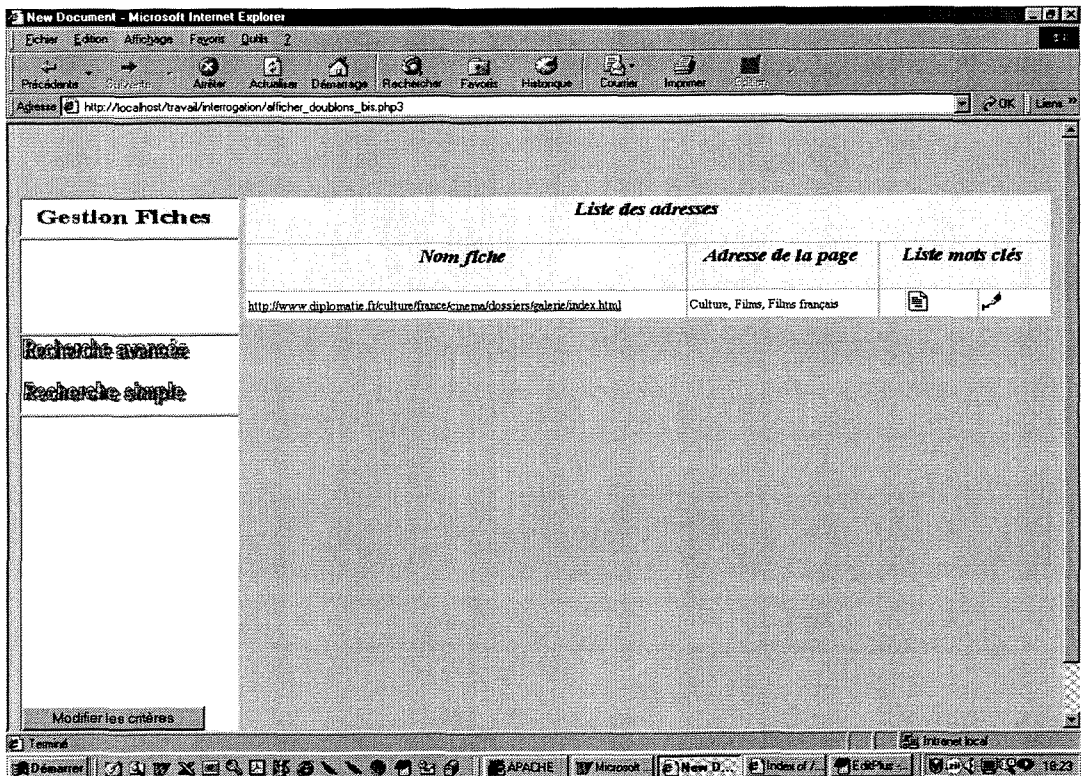 New Document - Microsoft Internet Explorer
Fichier Edition Affichage Favoris Outils ?
Précédente Suivante Arrêter Actualiser Démarrage Rechercher Favoris Historique Courrier Imprimer Edition
Adresse http://localhost/travail/interrogation/afficher_doublons_bis.php3 OK Liens »
Gestion Fiches
Liste des adresses
Nom fiche Adresse de la page Liste mots clés
http://www.diplomatie.fr/culture/france/cinema/dossiers/galerie/index.html Culture, Films, Films français
Recherche avancée
Recherche simple
Modifier les critères
Terminé Intranet local
Démarrer APACHE Microsoft... New D... Index of /... EditPlus -... 18:23